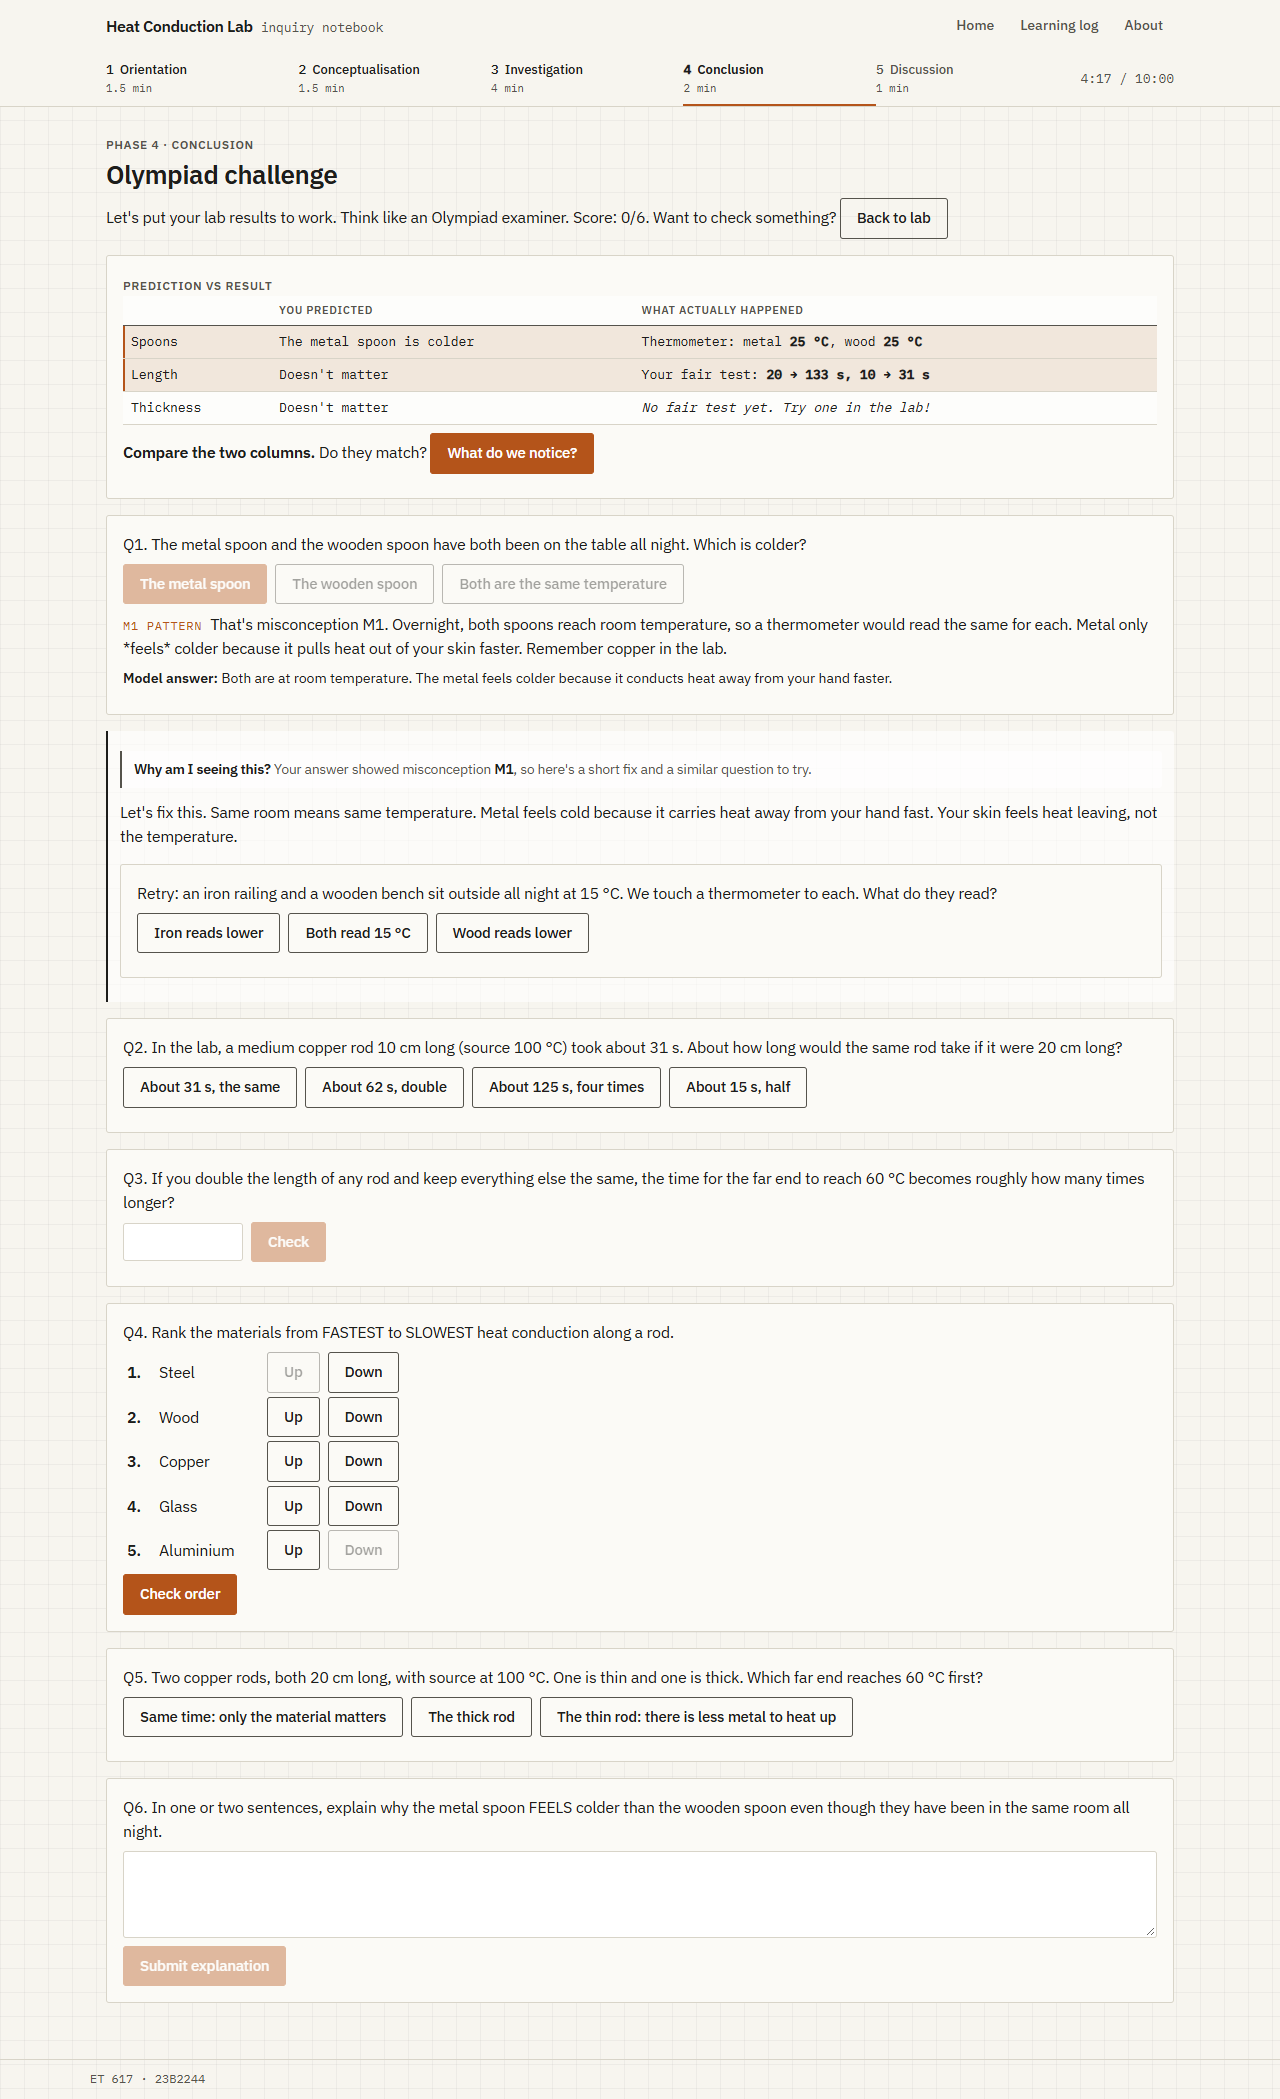 Heat Conduction Lab inquiry notebook
Home Learning log About
1 Orientation 2 Conceptualisation 3 Investigation 4 Conclusion 5 Discussion
1.5 min 1.5 min 4 min 2 min 1 min
4:17 / 10:00
PHASE 4 · CONCLUSION
Olympiad challenge
Let's put your lab results to work. Think like an Olympiad examiner. Score: 0/6. Want to check something? Back to lab
PREDICTION VS RESULT
YOU PREDICTED WHAT ACTUALLY HAPPENED
Spoons The metal spoon is colder Thermometer: metal 25 °C, wood 25 °C
Length Doesn't matter Your fair test: 20 → 133 s, 10 → 31 s
Thickness Doesn't matter No fair test yet. Try one in the lab!
Compare the two columns. Do they match? What do we notice?
Q1. The metal spoon and the wooden spoon have both been on the table all night. Which is colder?
The metal spoon The wooden spoon Both are the same temperature
M1 PATTERN That's misconception M1. Overnight, both spoons reach room temperature, so a thermometer would read the same for each. Metal only
*feels* colder because it pulls heat out of your skin faster. Remember copper in the lab.
Model answer: Both are at room temperature. The metal feels colder because it conducts heat away from your hand faster.
Why am I seeing this? Your answer showed misconception M1, so here's a short fix and a similar question to try.
Let's fix this. Same room means same temperature. Metal feels cold because it carries heat away from your hand fast. Your skin feels heat leaving, not
the temperature.
Retry: an iron railing and a wooden bench sit outside all night at 15 °C. We touch a thermometer to each. What do they read?
Iron reads lower Both read 15 °C Wood reads lower
Q2. In the lab, a medium copper rod 10 cm long (source 100 °C) took about 31 s. About how long would the same rod take if it were 20 cm long?
About 31 s, the same About 62 s, double About 125 s, four times About 15 s, half
Q3. If you double the length of any rod and keep everything else the same, the time for the far end to reach 60 °C becomes roughly how many times
longer?
Check
Q4. Rank the materials from FASTEST to SLOWEST heat conduction along a rod.
1. Steel Up Down
2. Wood Up Down
3. Copper Up Down
4. Glass Up Down
5. Aluminium Up Down
Check order
Q5. Two copper rods, both 20 cm long, with source at 100 °C. One is thin and one is thick. Which far end reaches 60 °C first?
Same time: only the material matters The thick rod The thin rod: there is less metal to heat up
Q6. In one or two sentences, explain why the metal spoon FEELS colder than the wooden spoon even though they have been in the same room all
night.
Submit explanation
ET 617 · 23B2244